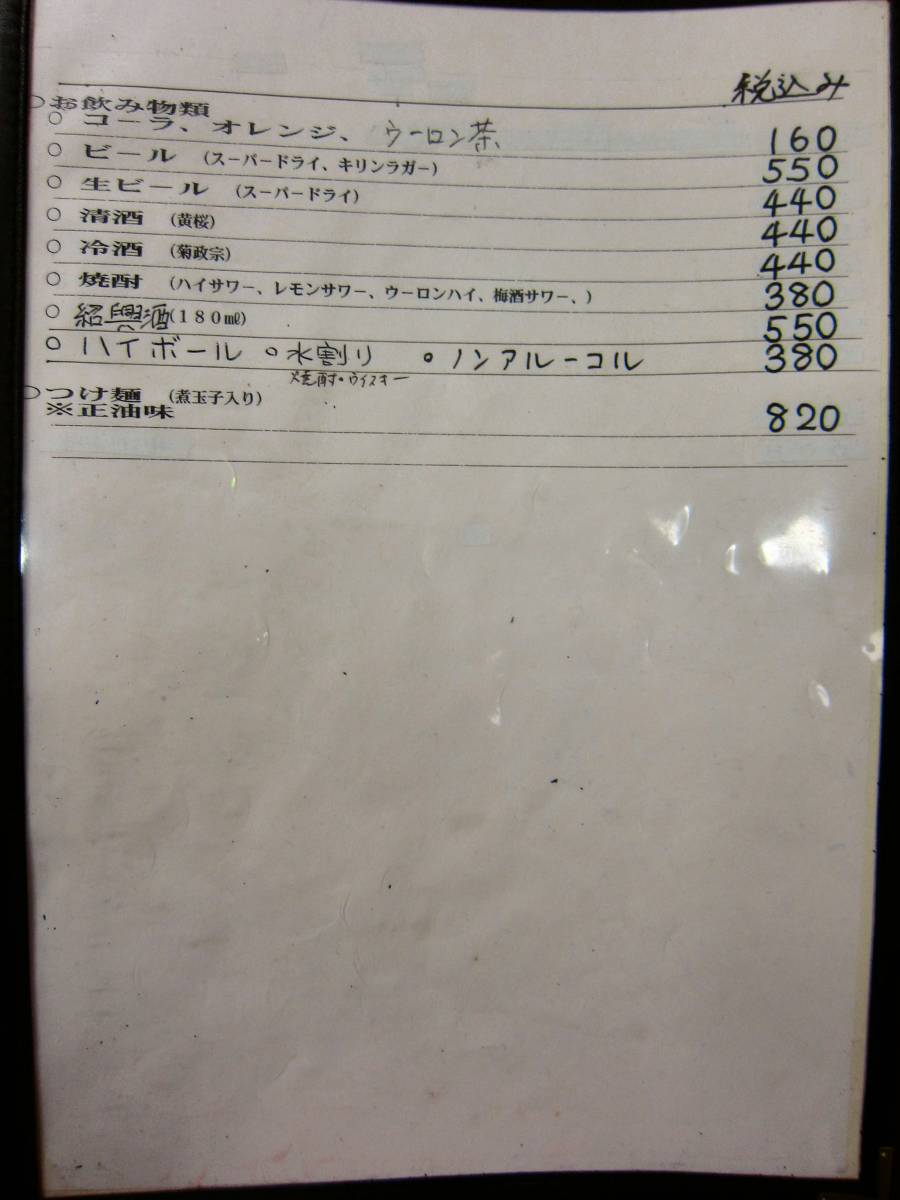 税込み
○お飲み物類
○ コーラ、オレンジ、ウーロン茶 160
○ ビール (スーパードライ、キリンラガー) 550
○ 生ビール (スーパードライ) 440
○ 清酒 (黄桜) 440
○ 冷酒 (菊政宗) 440
○ 焼酎 (ハイサワー、レモンサワー、ウーロンハイ、梅酒サワー、) 380
○ 紹興酒(180㎖) 550
○ ハイボール ○水割り ○ノンアルーコル 380
焼酎・ウイスキー
○つけ麺 (煮玉子入り)
※正油味 820